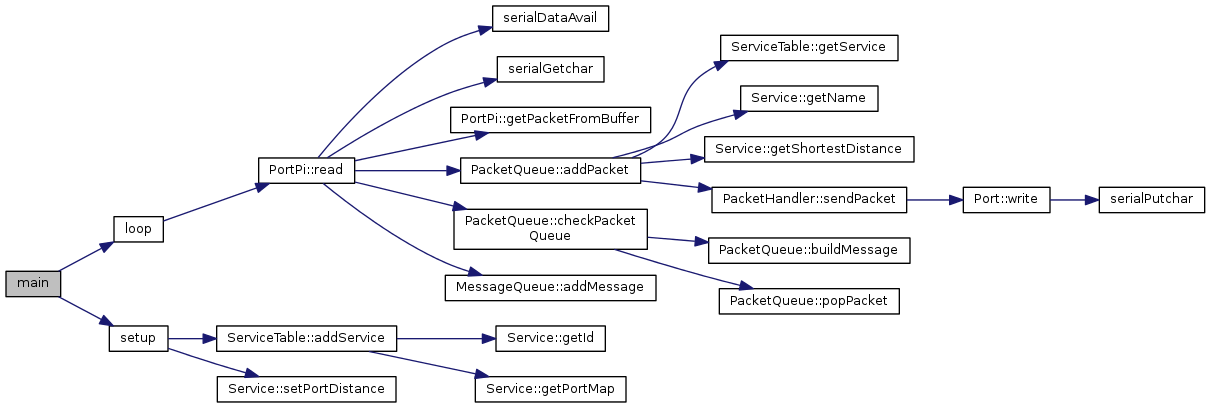 serialDataAvail
ServiceTable::getService
serialGetchar
Service::getName
PortPi::getPacketFromBuffer
Service::getShortestDistance
PortPi::read
PacketQueue::addPacket
PacketHandler::sendPacket
Port::write
serialPutchar
loop
PacketQueue::checkPacket
Queue
PacketQueue::buildMessage
main
MessageQueue::addMessage
PacketQueue::popPacket
setup
ServiceTable::addService
Service::getId
Service::setPortDistance
Service::getPortMap